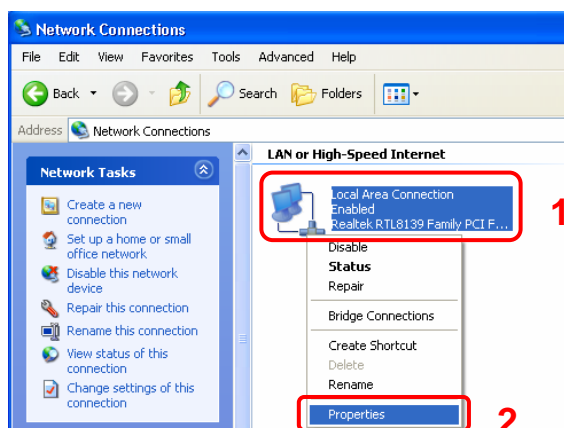 Network Connections
File Edit View Favorites Tools Advanced Help
Back Search Folders
Address Network Connections
Network Tasks
Create a new
connection
Set up a home or small
office network
Disable this network
device
Repair this connection
Rename this connection
View status of this
connection
Change settings of this
connection
LAN or High-Speed Internet
Local Area Connection
Enabled
Realtek RTL8139 Family PCI F...
1
Disable
Status
Repair
Bridge Connections
Create Shortcut
Delete
Rename
Properties
2